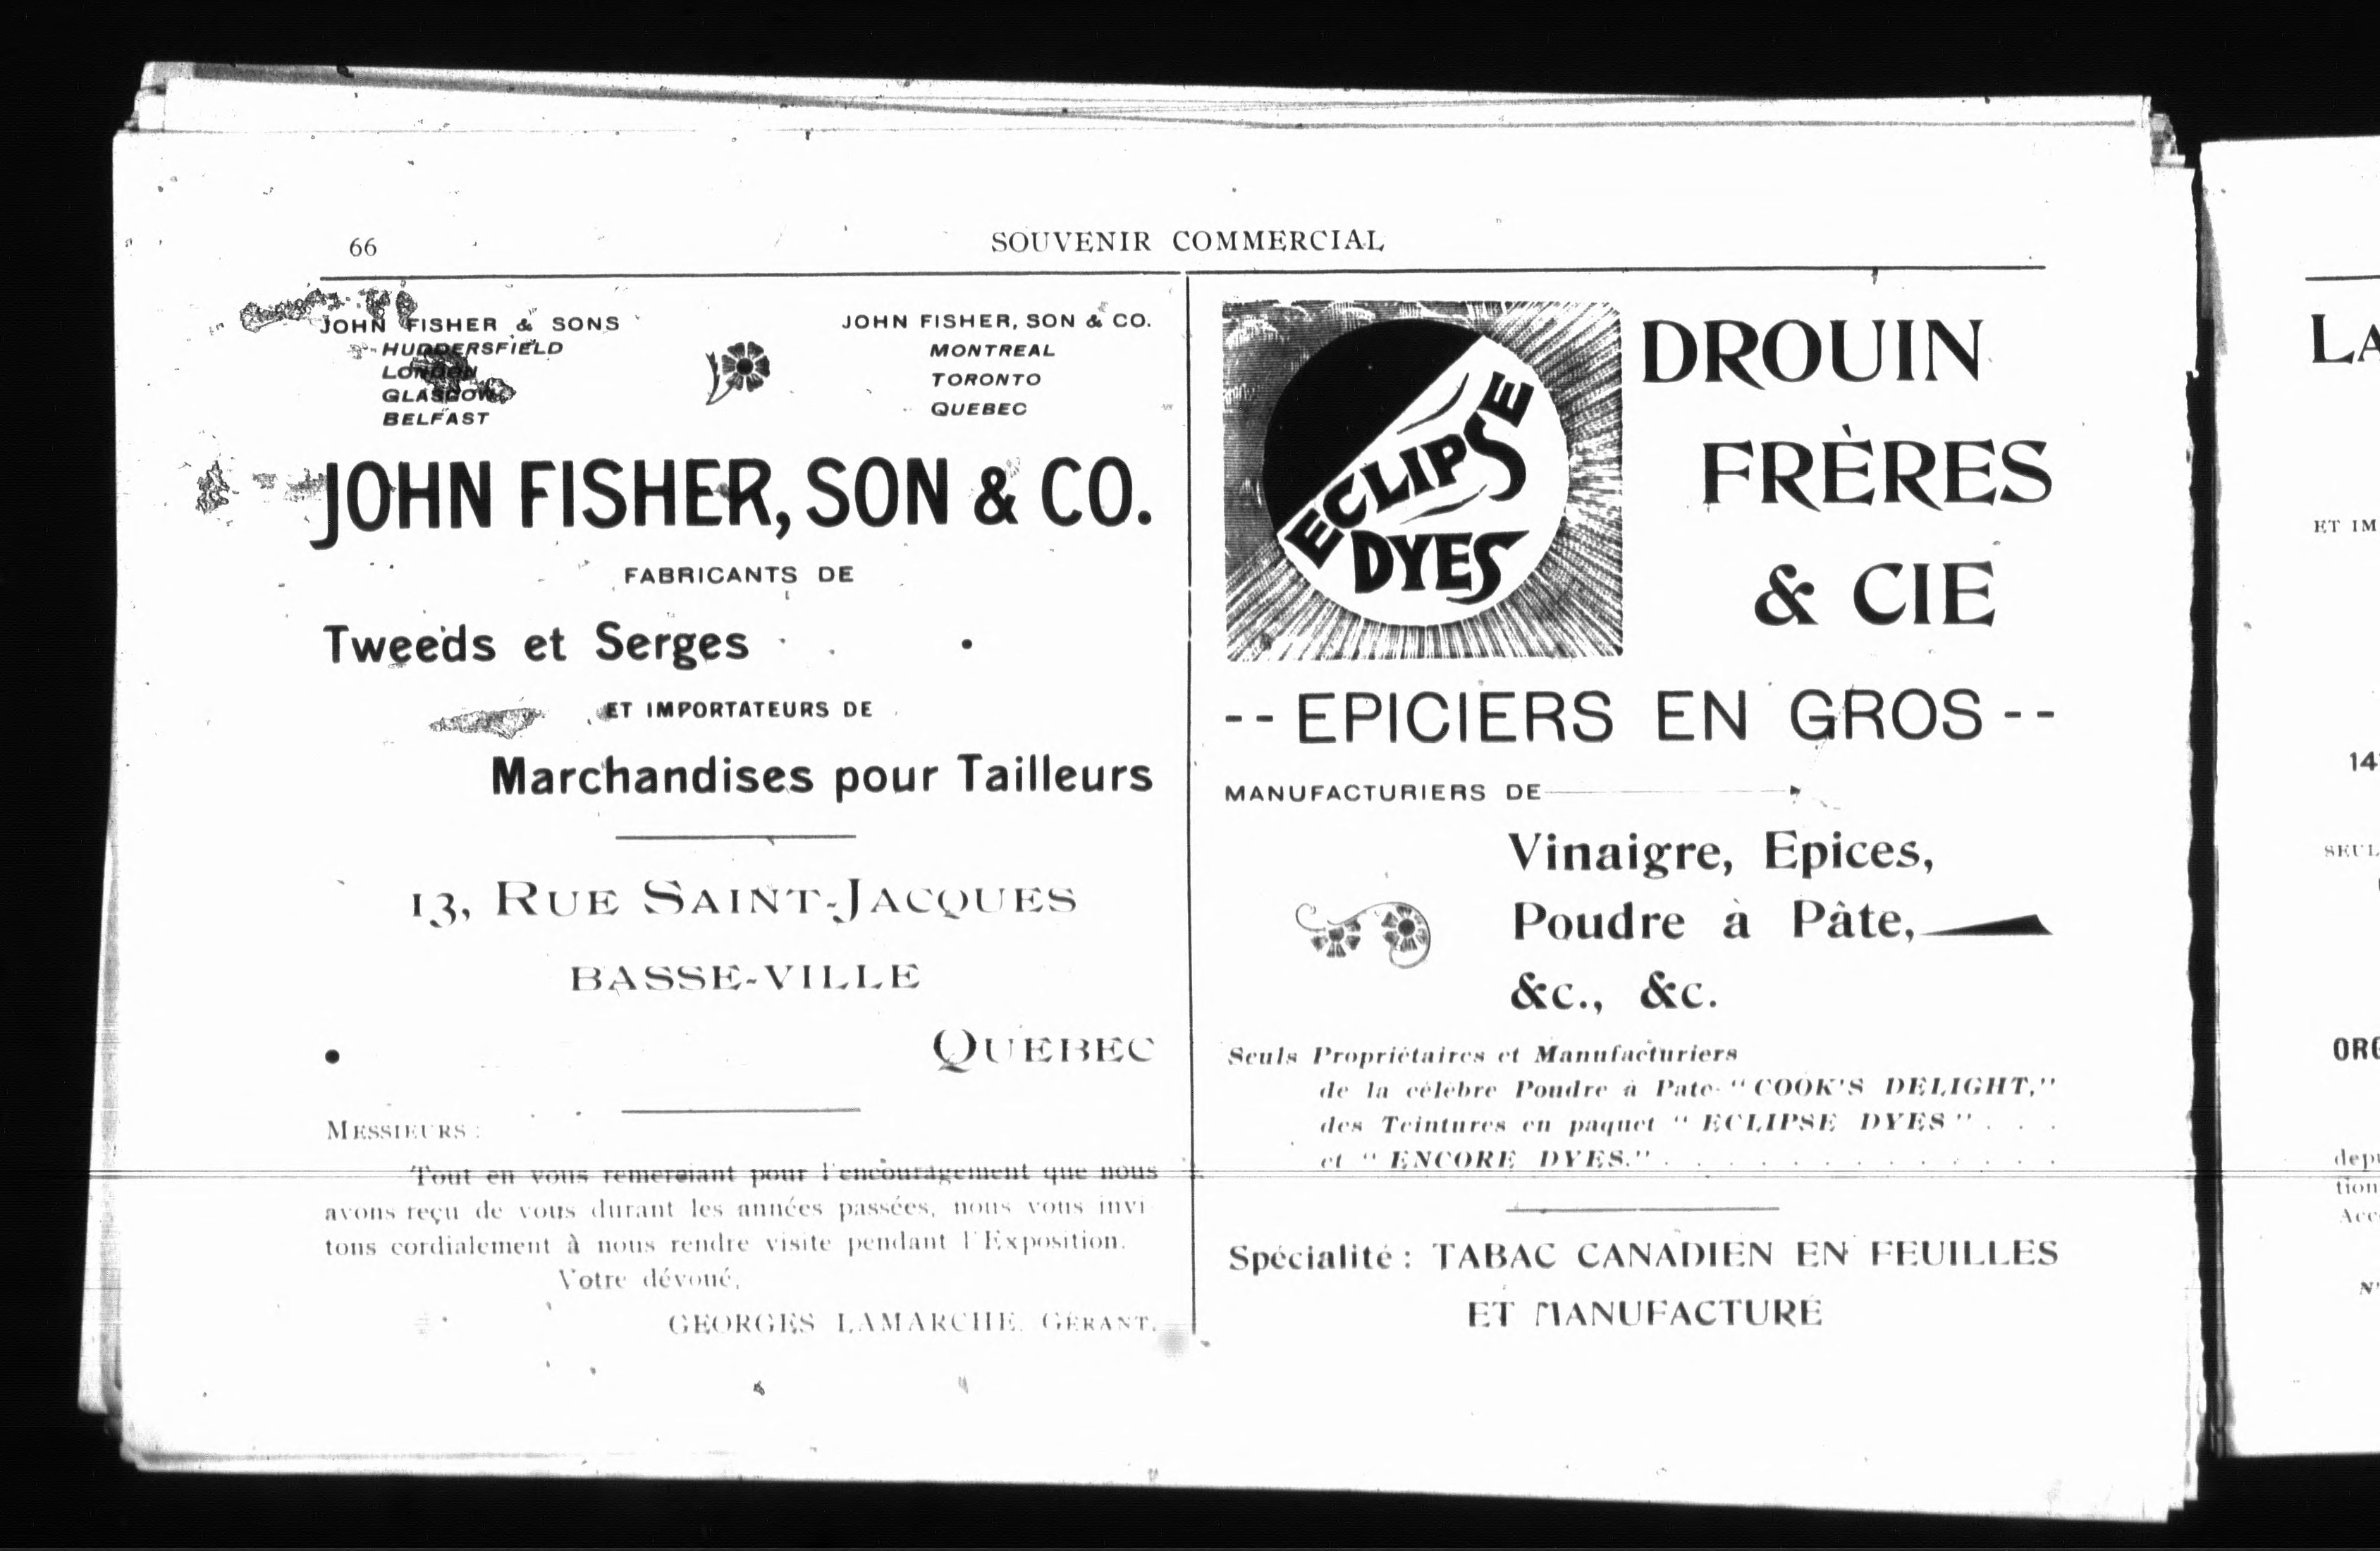 66
SOUVENIR COMMERCIAL
JOHN FISHER & SONS
HUDDERSFIELD
LONDON
GLASGOW
BELFAST
JOHN FISHER, SON & CO.
MONTREAL
TORONTO
QUEBEC
JOHN FISHER, SON & CO.
FABRICANTS DE
Tweeds et Serges
ET IMPORTATEURS DE
Marchandises pour Tailleurs
13, RUE SAINT-JACQUES
BASSE-VILLE
QUEBEC
MESSIEURS :
Tout en vous remerciant pour l'encouragement que nous
avons reçu de vous durant les années passées, nous vous invi
tons cordialement à nous rendre visite pendant l'Exposition.
Votre dévoué,
GEORGES LAMARCHE, GÉRANT.
ECLIPSE
DYES
DROUIN
FRÈRES
& CIE
-- EPICIERS EN GROS --
MANUFACTURIERS DE
Vinaigre, Epices,
Poudre à Pâte,
&c., &c.
Seuls Propriétaires et Manufacturiers
de la célèbre Poudre à Pate "COOK'S DELIGHT,"
des Teintures en paquet " ECLIPSE DYES " . . .
et " ENCORE DYES." . . . . . . . . . . .
Spécialité : TABAC CANADIEN EN FEUILLES
ET MANUFACTURÉ
LA
ET IM
14
SEUL
ORG
depu
tion
Acc